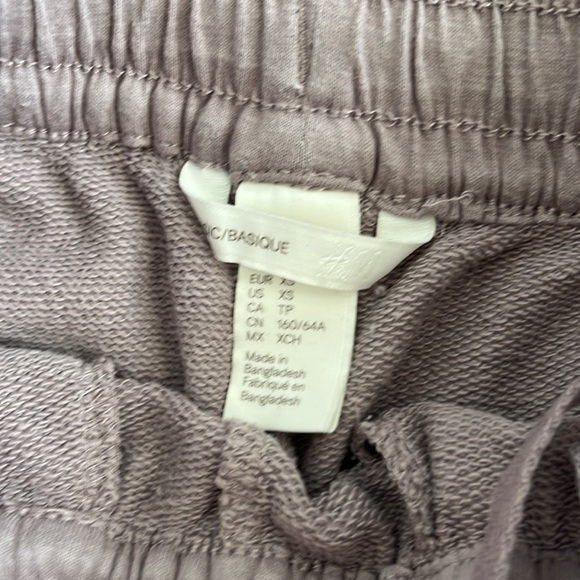 IC/BASIQUE
EUR XS
US XS
CA TP
CN 160/64A
MX XCH
Made in
Bangladesh
Fabriqué en
Bangladesh